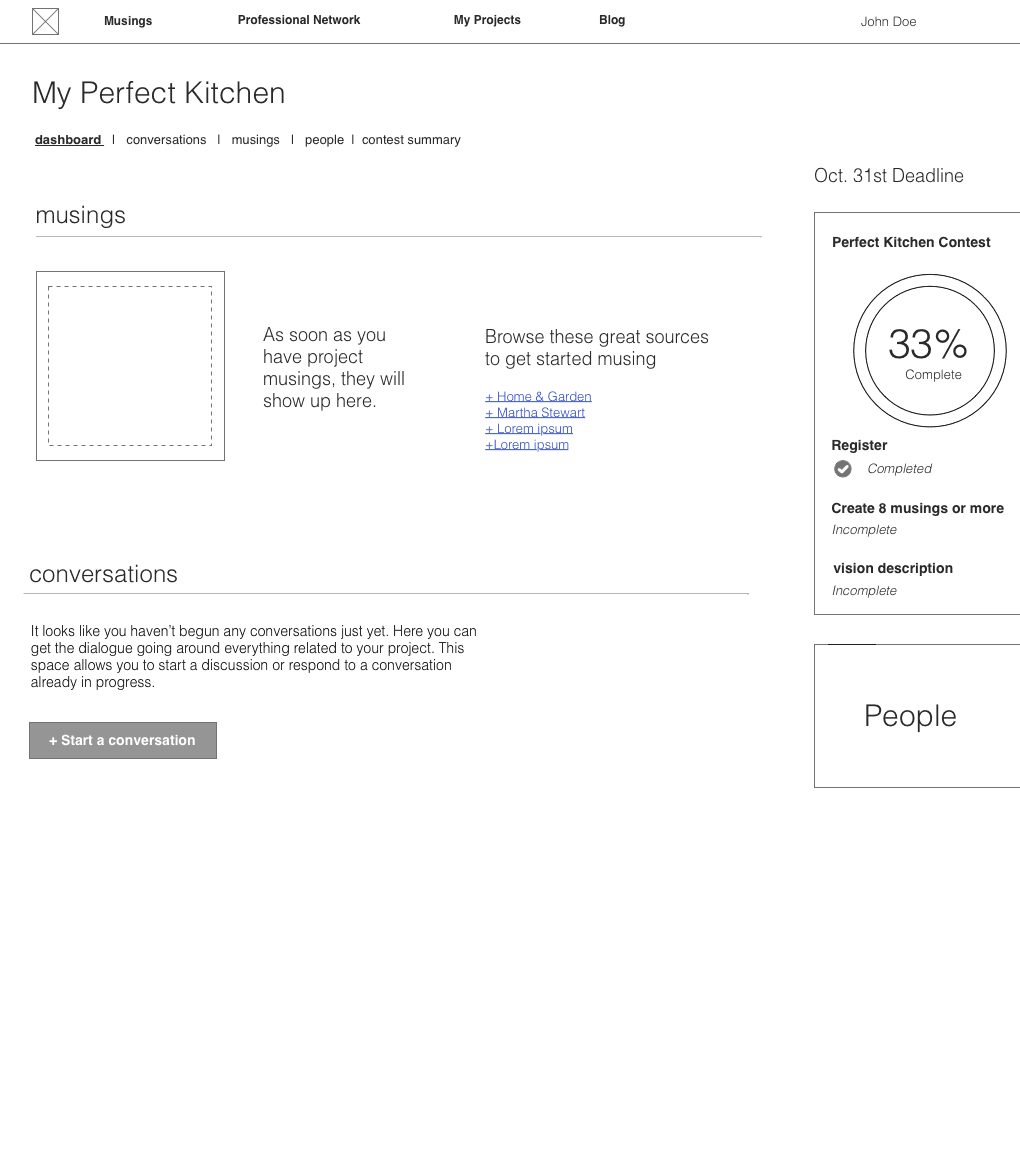 Musings
Professional Network
My Projects
Blog
John Doe
My Perfect Kitchen
dashboard | conversations | musings | people | contest summary
Oct. 31st Deadline
musings
As soon as you
have project
musings, they will
show up here.
Browse these great sources
to get started musing
+ Home & Garden
+ Martha Stewart
+ Lorem ipsum
+Lorem ipsum
Perfect Kitchen Contest
33%
Complete
Register
Completed
Create 8 musings or more
Incomplete
vision description
Incomplete
conversations
It looks like you haven’t begun any conversations just yet. Here you can
get the dialogue going around everything related to your project. This
space allows you to start a discussion or respond to a conversation
already in progress.
+ Start a conversation
People